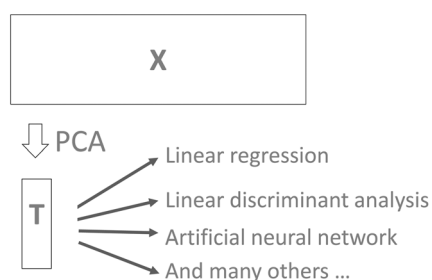 X
PCA
Linear regression
T
Linear discriminant analysis
Artificial neural network
And many others ...